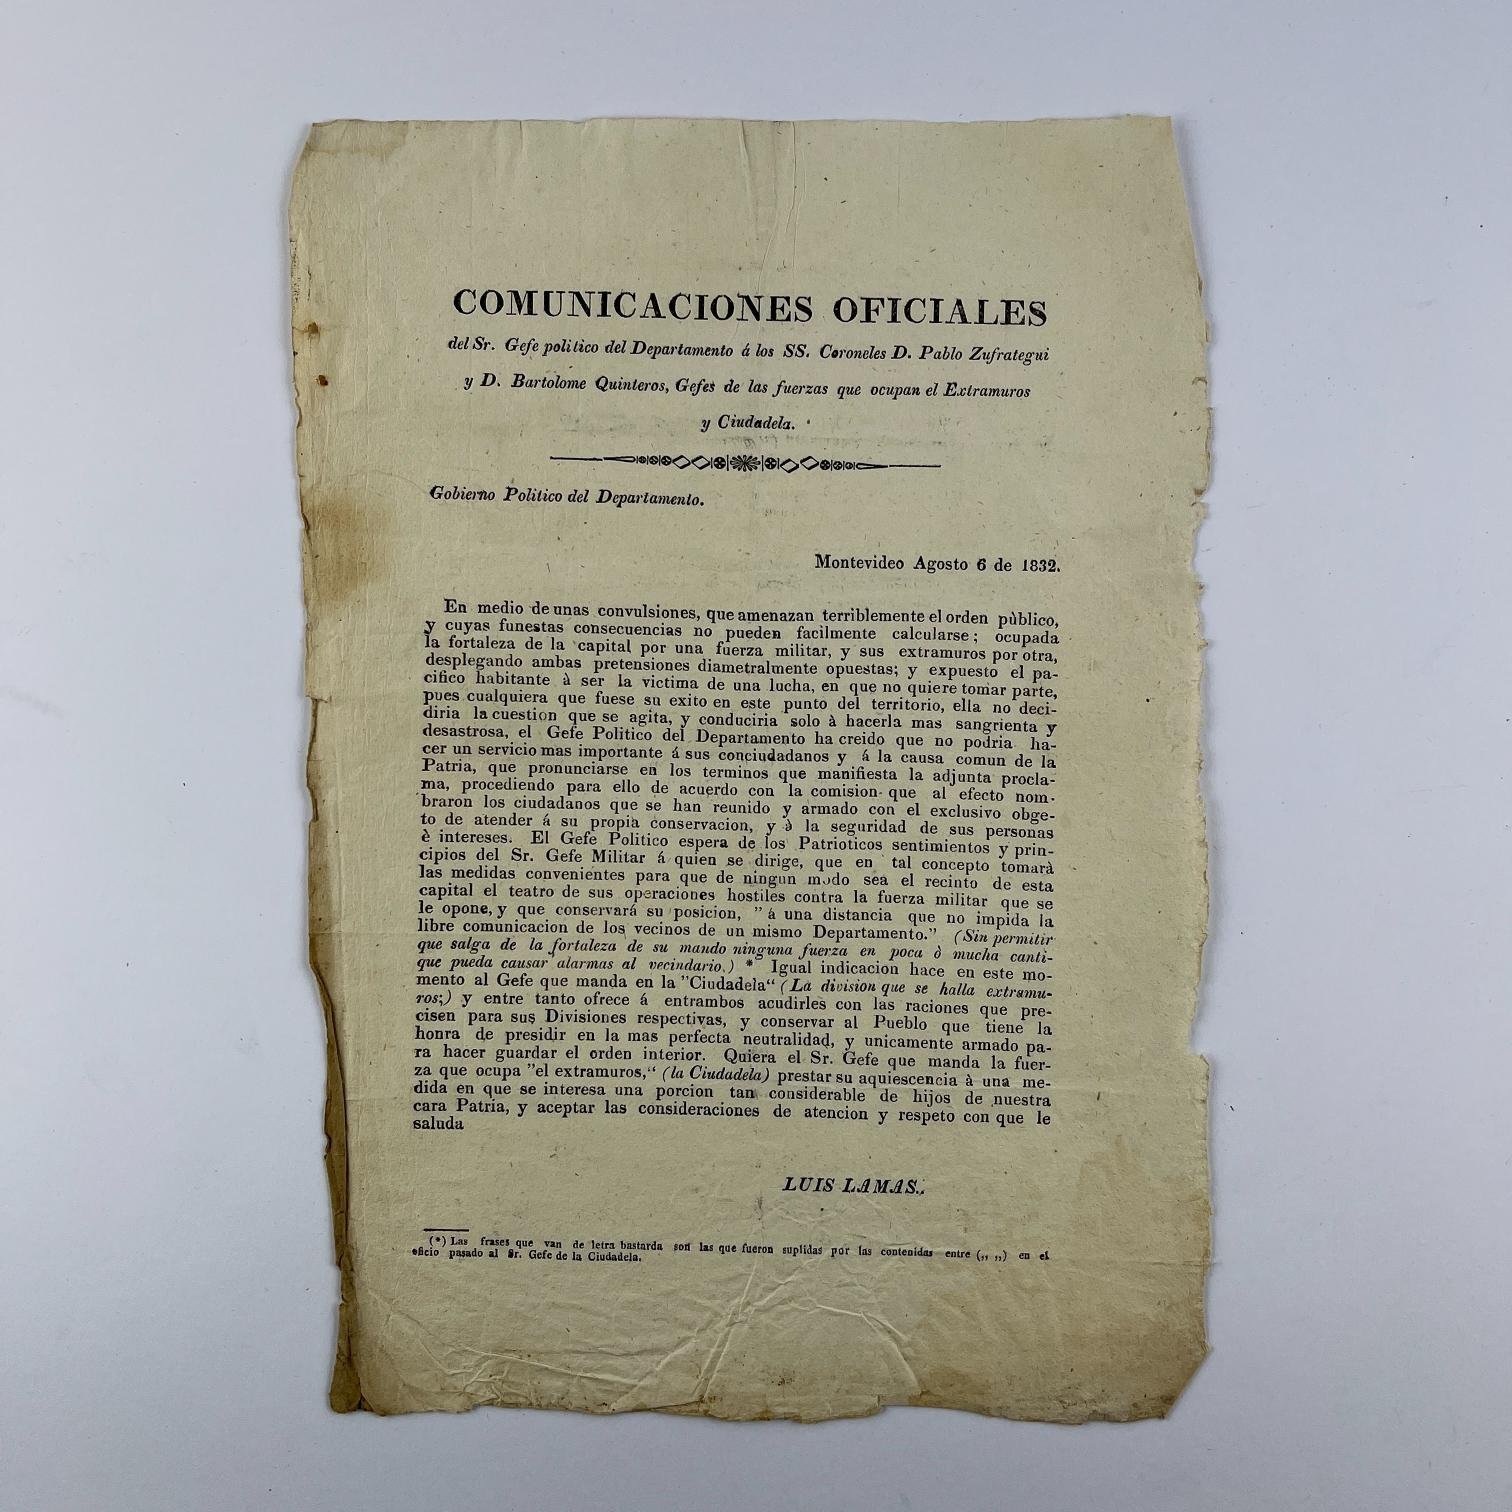 COMUNICACIONES OFICIALES
del Sr. Gefe politico del Departamento á los SS. Coroneles D. Pablo Zufrategui
y D. Bartolome Quinteros, Gefes de las fuerzas que ocupan el Extramuros
y Ciudadela.
Gobierno Politico del Departamento.
Montevideo Agosto 6 de 1832.
En medio de unas convulsiones, que amenazan terriblemente el orden pùblico,
y cuyas funestas consecuencias no pueden facilmente calcularse; ocupada
la fortaleza de la capital por una fuerza militar, y sus extramuros por otra,
desplegando ambas pretensiones diametralmente opuestas; y expuesto el pa-
cifico habitante à ser la victima de una lucha, en que no quiere tomar parte,
pues cualquiera que fuese su exito en este punto del territorio, ella no deci-
diria la cuestion que se agita, y conduciria solo à hacerla mas sangrienta y
desastrosa, el Gefe Politico del Departamento ha creido que no podria ha-
cer un servicio mas importante á sus conciudadanos y á la causa comun de la
Patria, que pronunciarse en los terminos que manifiesta la adjunta procla-
ma, procediendo para ello de acuerdo con la comision que al efecto nom-
braron los ciudadanos que se han reunido y armado con el exclusivo obge-
to de atender á su propia conservacion, y à la seguridad de sus personas
è intereses. El Gefe Politico espera de los Patrioticos sentimientos y prin-
cipios del Sr. Gefe Militar á quien se dirige, que en tal concepto tomarà
las medidas convenientes para que de ningun modo sea el recinto de esta
capital el teatro de sus operaciones hostiles contra la fuerza militar que se
le opone, y que conservará su posicion, ” á una distancia que no impida la
libre comunicacion de los vecinos de un mismo Departamento.” (Sin permitir
que salga de la fortaleza de su mando ninguna fuerza en poca ò mucha canti-
que pueda causar alarmas al vecindario.) * Igual indicacion hace en este mo-
mento al Gefe que manda en la ”Ciudadela“ (La division que se halla extramu-
ros;) y entre tanto ofrece á entrambos acudirles con las raciones que pre-
cisen para sus Divisiones respectivas, y conservar al Pueblo que tiene la
honra de presidir en la mas perfecta neutralidad, y unicamente armado pa-
ra hacer guardar el orden interior. Quiera el Sr. Gefe que manda la fuer-
za que ocupa ”el extramuros,“ (la Ciudadela) prestar su aquiescencia à una me-
dida en que se interesa una porcion tan considerable de hijos de nuestra
cara Patria, y aceptar las consideraciones de atencion y respeto con que le
saluda
LUIS LAMAS.
(*) Las frases que van de letra bastarda son las que fueron suplidas por las contenidas entre („ „) en el
oficio pasado al Sr. Gefe de la Ciudadela.